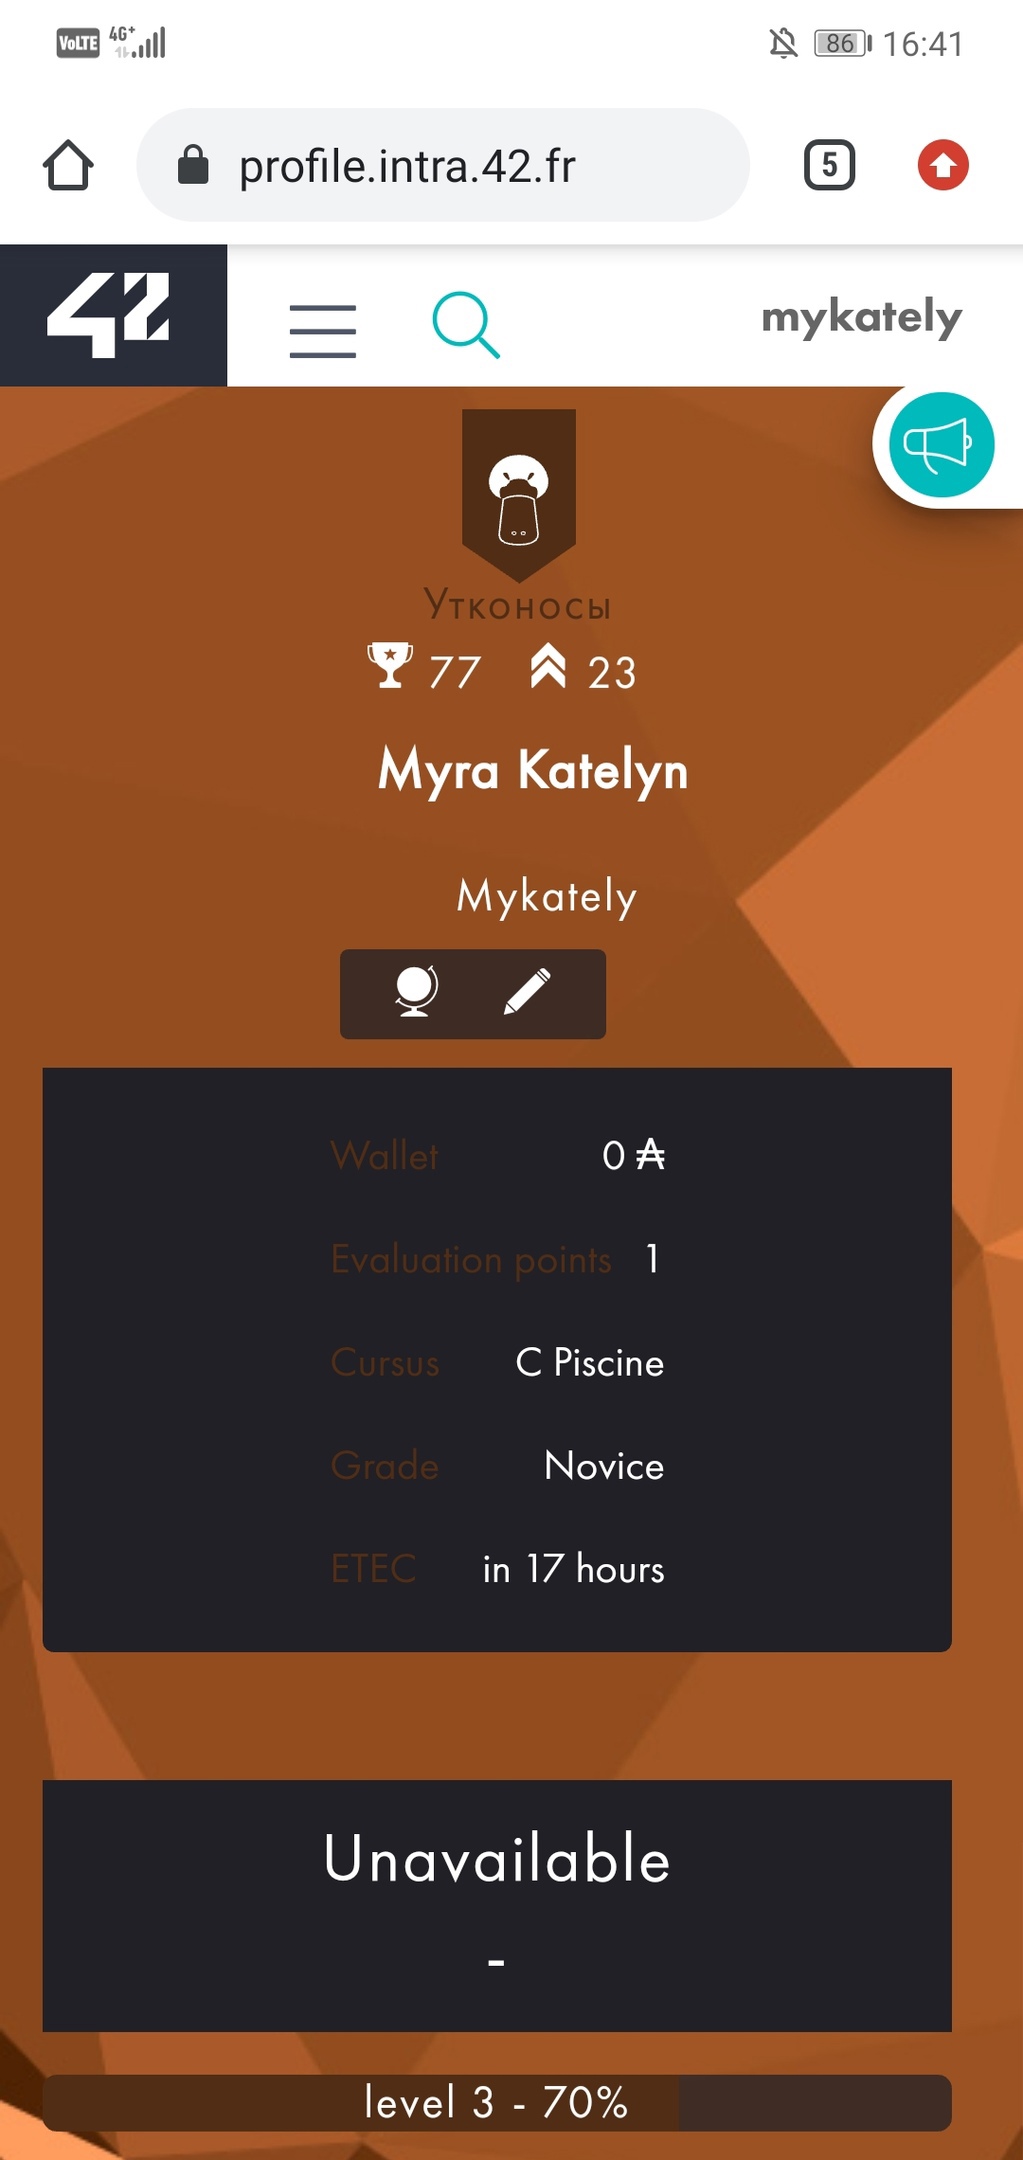 VoLTE 4G+ 86 16:41
profile.intra.42.fr 5
42 mykately
Утконосы
77 23
Myra Katelyn
Mykately
Wallet 0 ₳
Evaluation points 1
Cursus C Piscine
Grade Novice
ETEC in 17 hours
Unavailable
-
level 3 - 70%